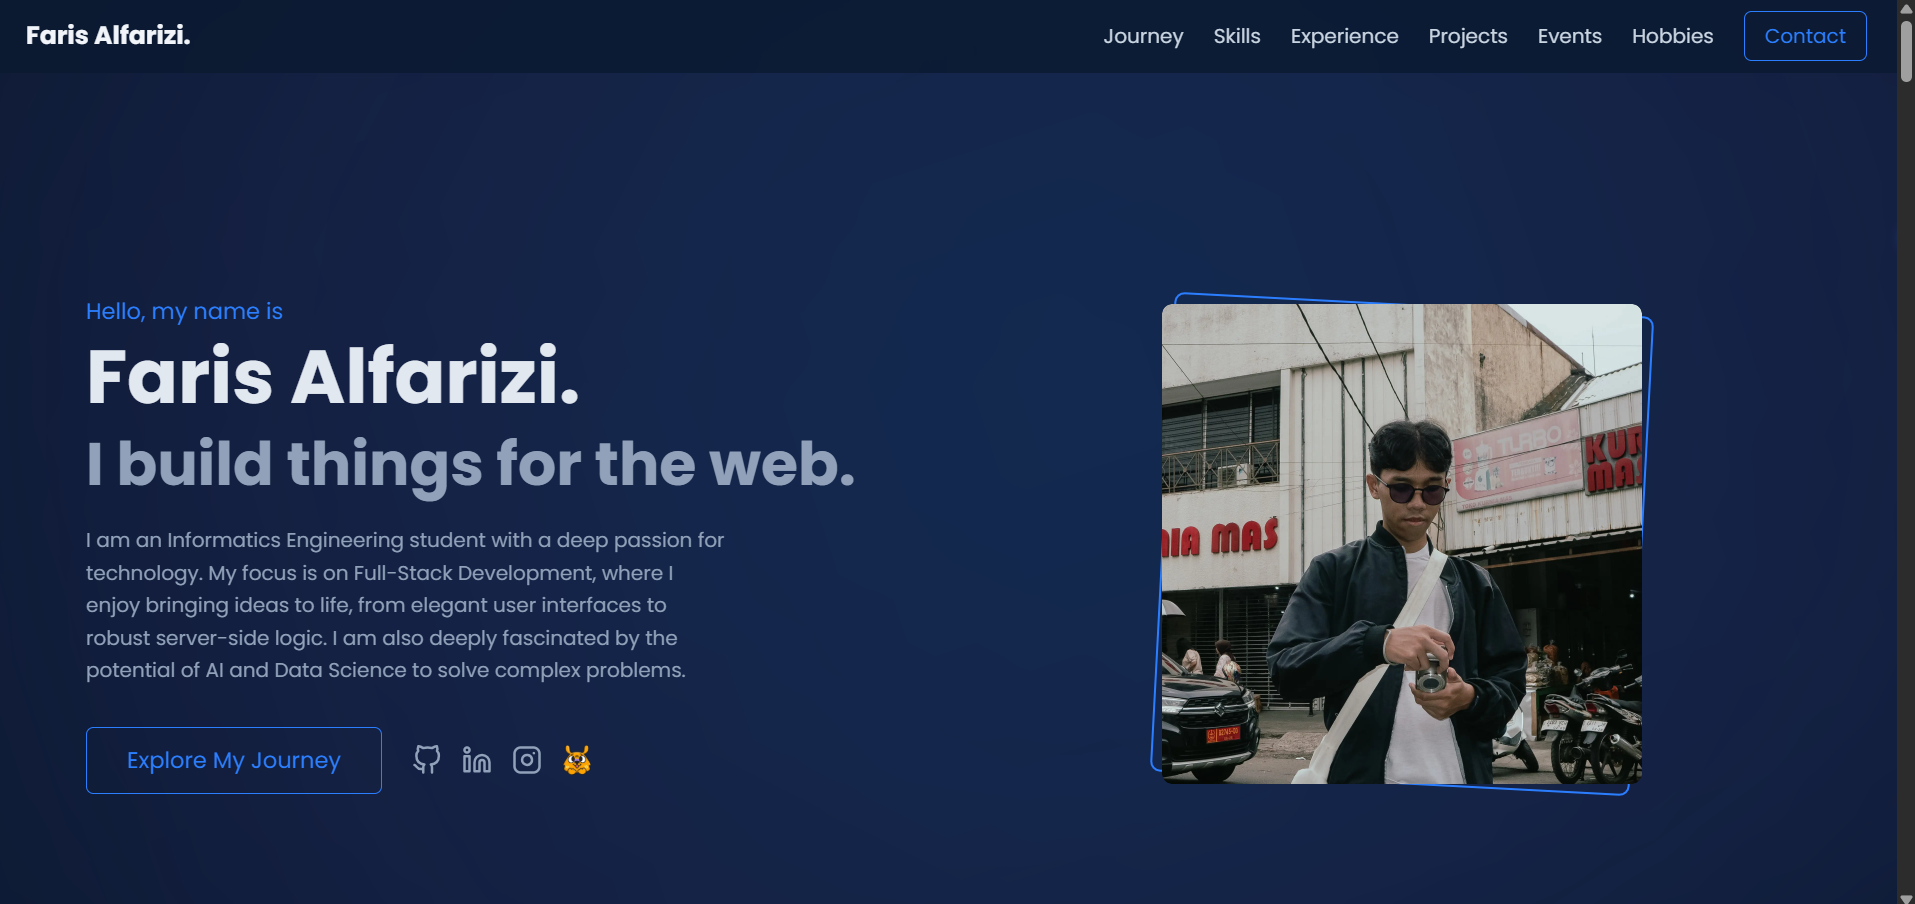 Faris Alfarizi.
Journey Skills Experience Projects Events Hobbies Contact
Hello, my name is
Faris Alfarizi.
I build things for the web.
I am an Informatics Engineering student with a deep passion for
technology. My focus is on Full-Stack Development, where I
enjoy bringing ideas to life, from elegant user interfaces to
robust server-side logic. I am also deeply fascinated by the
potential of AI and Data Science to solve complex problems.
Explore My Journey
TURBO
MAS